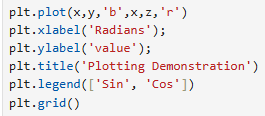 plt.plot(x,y,'b',x,z,'r')
plt.xlabel('Radians');
plt.ylabel('value');
plt.title('Plotting Demonstration')
plt.legend(['Sin', 'Cos'])
plt.grid()